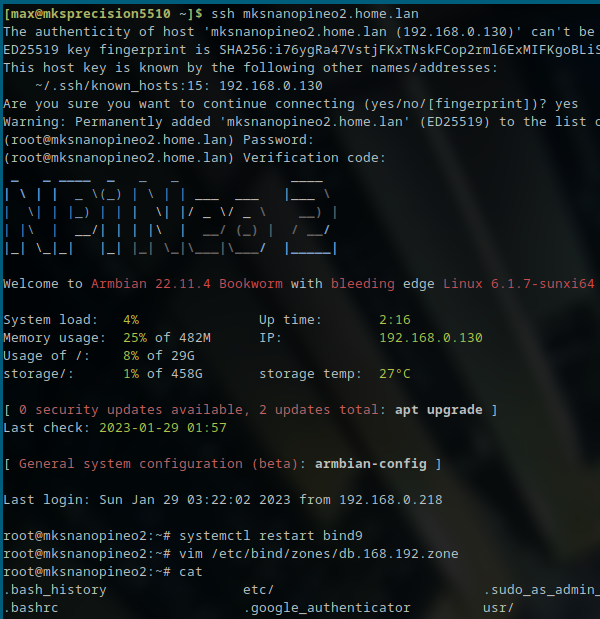 [max@mksprecision5510 ~]$ ssh mksnanopineo2.home.lan
The authenticity of host 'mksnanopineo2.home.lan (192.168.0.130)' can't be
ED25519 key fingerprint is SHA256:i76ygRa47VstjFKxTNskFCop2rml6ExMIFKgoBLiS
This host key is known by the following other names/addresses:
~/.ssh/known_hosts:15: 192.168.0.130
Are you sure you want to continue connecting (yes/no/[fingerprint])? yes
Warning: Permanently added 'mksnanopineo2.home.lan' (ED25519) to the list o
(root@mksnanopineo2.home.lan) Password:
(root@mksnanopineo2.home.lan) Verification code:
NPi Neo 2
Welcome to Armbian 22.11.4 Bookworm with bleeding edge Linux 6.1.7-sunxi64
System load: 4% Up time: 2:16
Memory usage: 25% of 482M IP: 192.168.0.130
Usage of /: 8% of 29G
storage/: 1% of 458G storage temp: 27°C
[ 0 security updates available, 2 updates total: apt upgrade ]
Last check: 2023-01-29 01:57
[ General system configuration (beta): armbian-config ]
Last login: Sun Jan 29 03:22:02 2023 from 192.168.0.218
root@mksnanopineo2:~# systemctl restart bind9
root@mksnanopineo2:~# vim /etc/bind/zones/db.168.192.zone
root@mksnanopineo2:~# cat
.bash_history etc/ .sudo_as_admin_
.bashrc .google_authenticator usr/